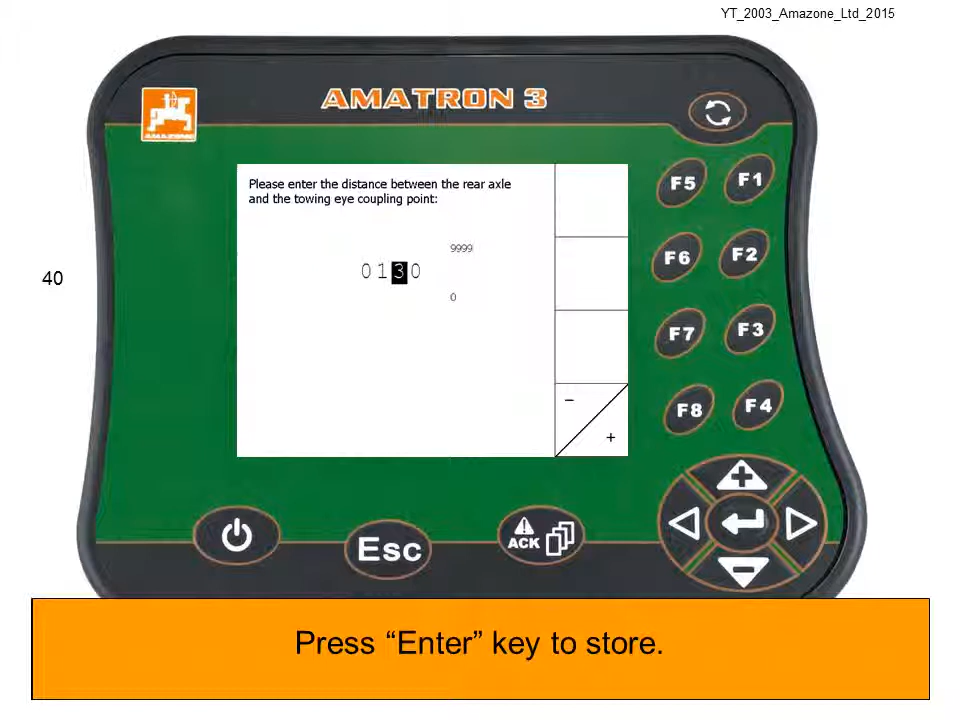 YT_2003_Amazone_Ltd_2015
AMATRON 3
AMAZONE
Please enter the distance between the rear axle
and the towing eye coupling point:
9999
0130
0
40
F5
F1
F6
F2
F7
F3
F8
F4
-
+
ACK
Esc
Press “Enter” key to store.